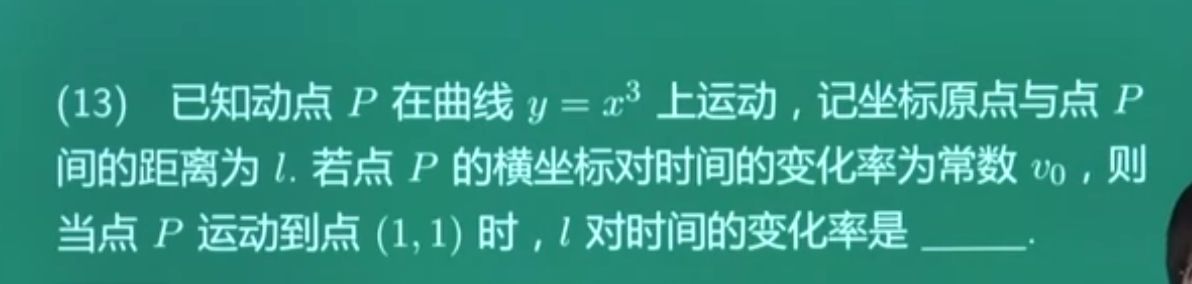 (13) 已知动点 P 在曲线 y = x³ 上运动，记坐标原点与点 P
间的距离为 l. 若点 P 的横坐标对时间的变化率为常数 v₀，则
当点 P 运动到点 (1, 1) 时，l 对时间的变化率是 ______.